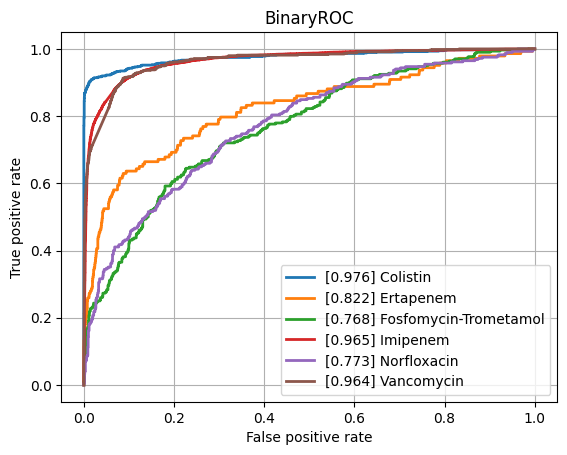 BinaryROC
True positive rate
1.0
0.8
0.6
0.4
0.2
0.0
[0.976] Colistin
[0.822] Ertapenem
[0.768] Fosfomycin-Trometamol
[0.965] Imipenem
[0.773] Norfloxacin
[0.964] Vancomycin
0.0 0.2 0.4 0.6 0.8 1.0
False positive rate